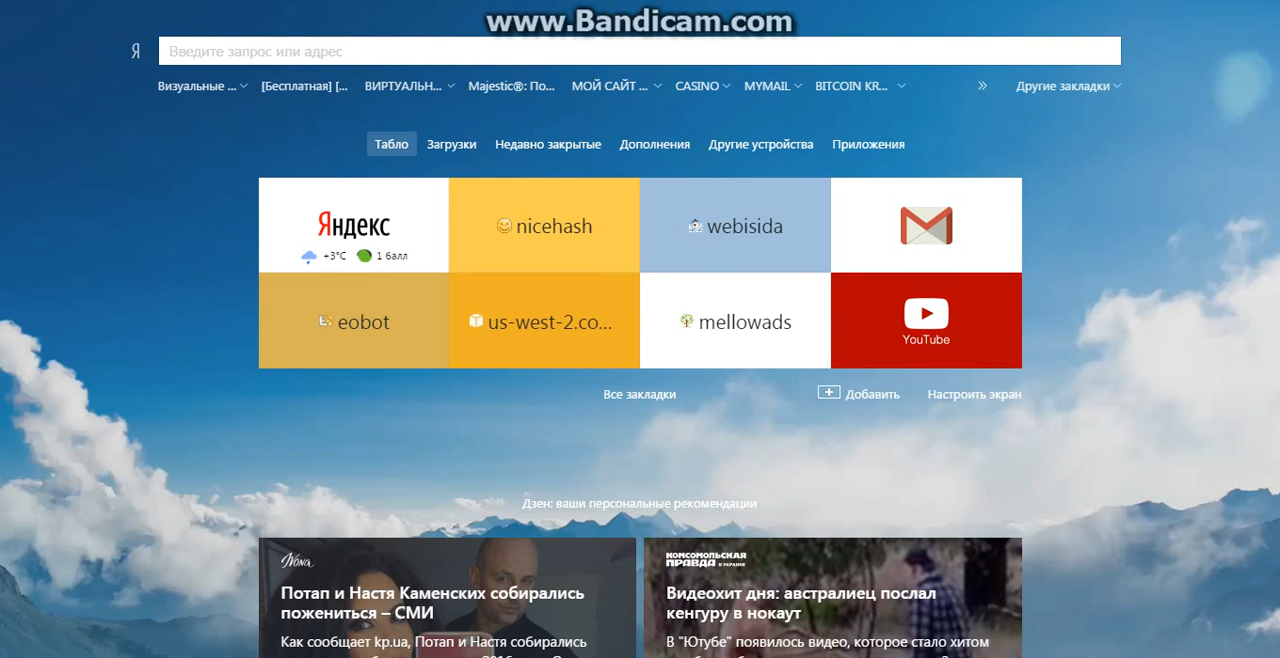 www.Bandicam.com
Я
Введите запрос или адрес
Визуальные ... [Бесплатная] [... ВИРТУАЛЬН... Majestic®: По... МОЙ САЙТ ... CASINO MYMAIL BITCOIN KR... » Другие закладки
Табло Загрузки Недавно закрытые Дополнения Другие устройства Приложения
Яндекс
+3°C 1 балл
nicehash
webisida
eobot
us-west-2.co...
mellowads
YouTube
Все закладки Добавить Настроить экран
Дзен: ваши персональные рекомендации
Nona
Потап и Настя Каменских собирались
пожениться – СМИ
Как сообщает kp.ua, Потап и Настя собирались
КОМСОМОЛЬСКАЯ
ПРАВДА В УКРАИНЕ
Видеохит дня: австралиец послал
кенгуру в нокаут
В "Ютубе" появилось видео, которое стало хитом